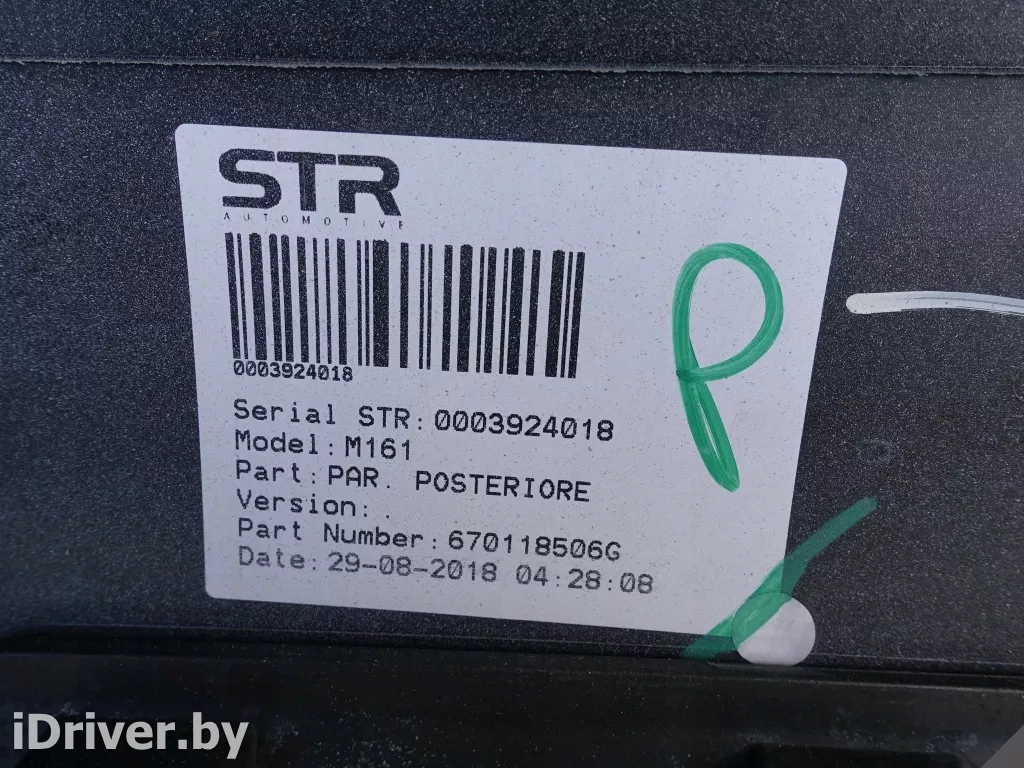 STR
AUTOMOTIVE
0003924018
Serial STR: 0003924018
Model: M161
Part: PAR. POSTERIORE
Version: .
Part Number: 670118506G
Date: 29-08-2018 04:28:08
P
iDriver.by